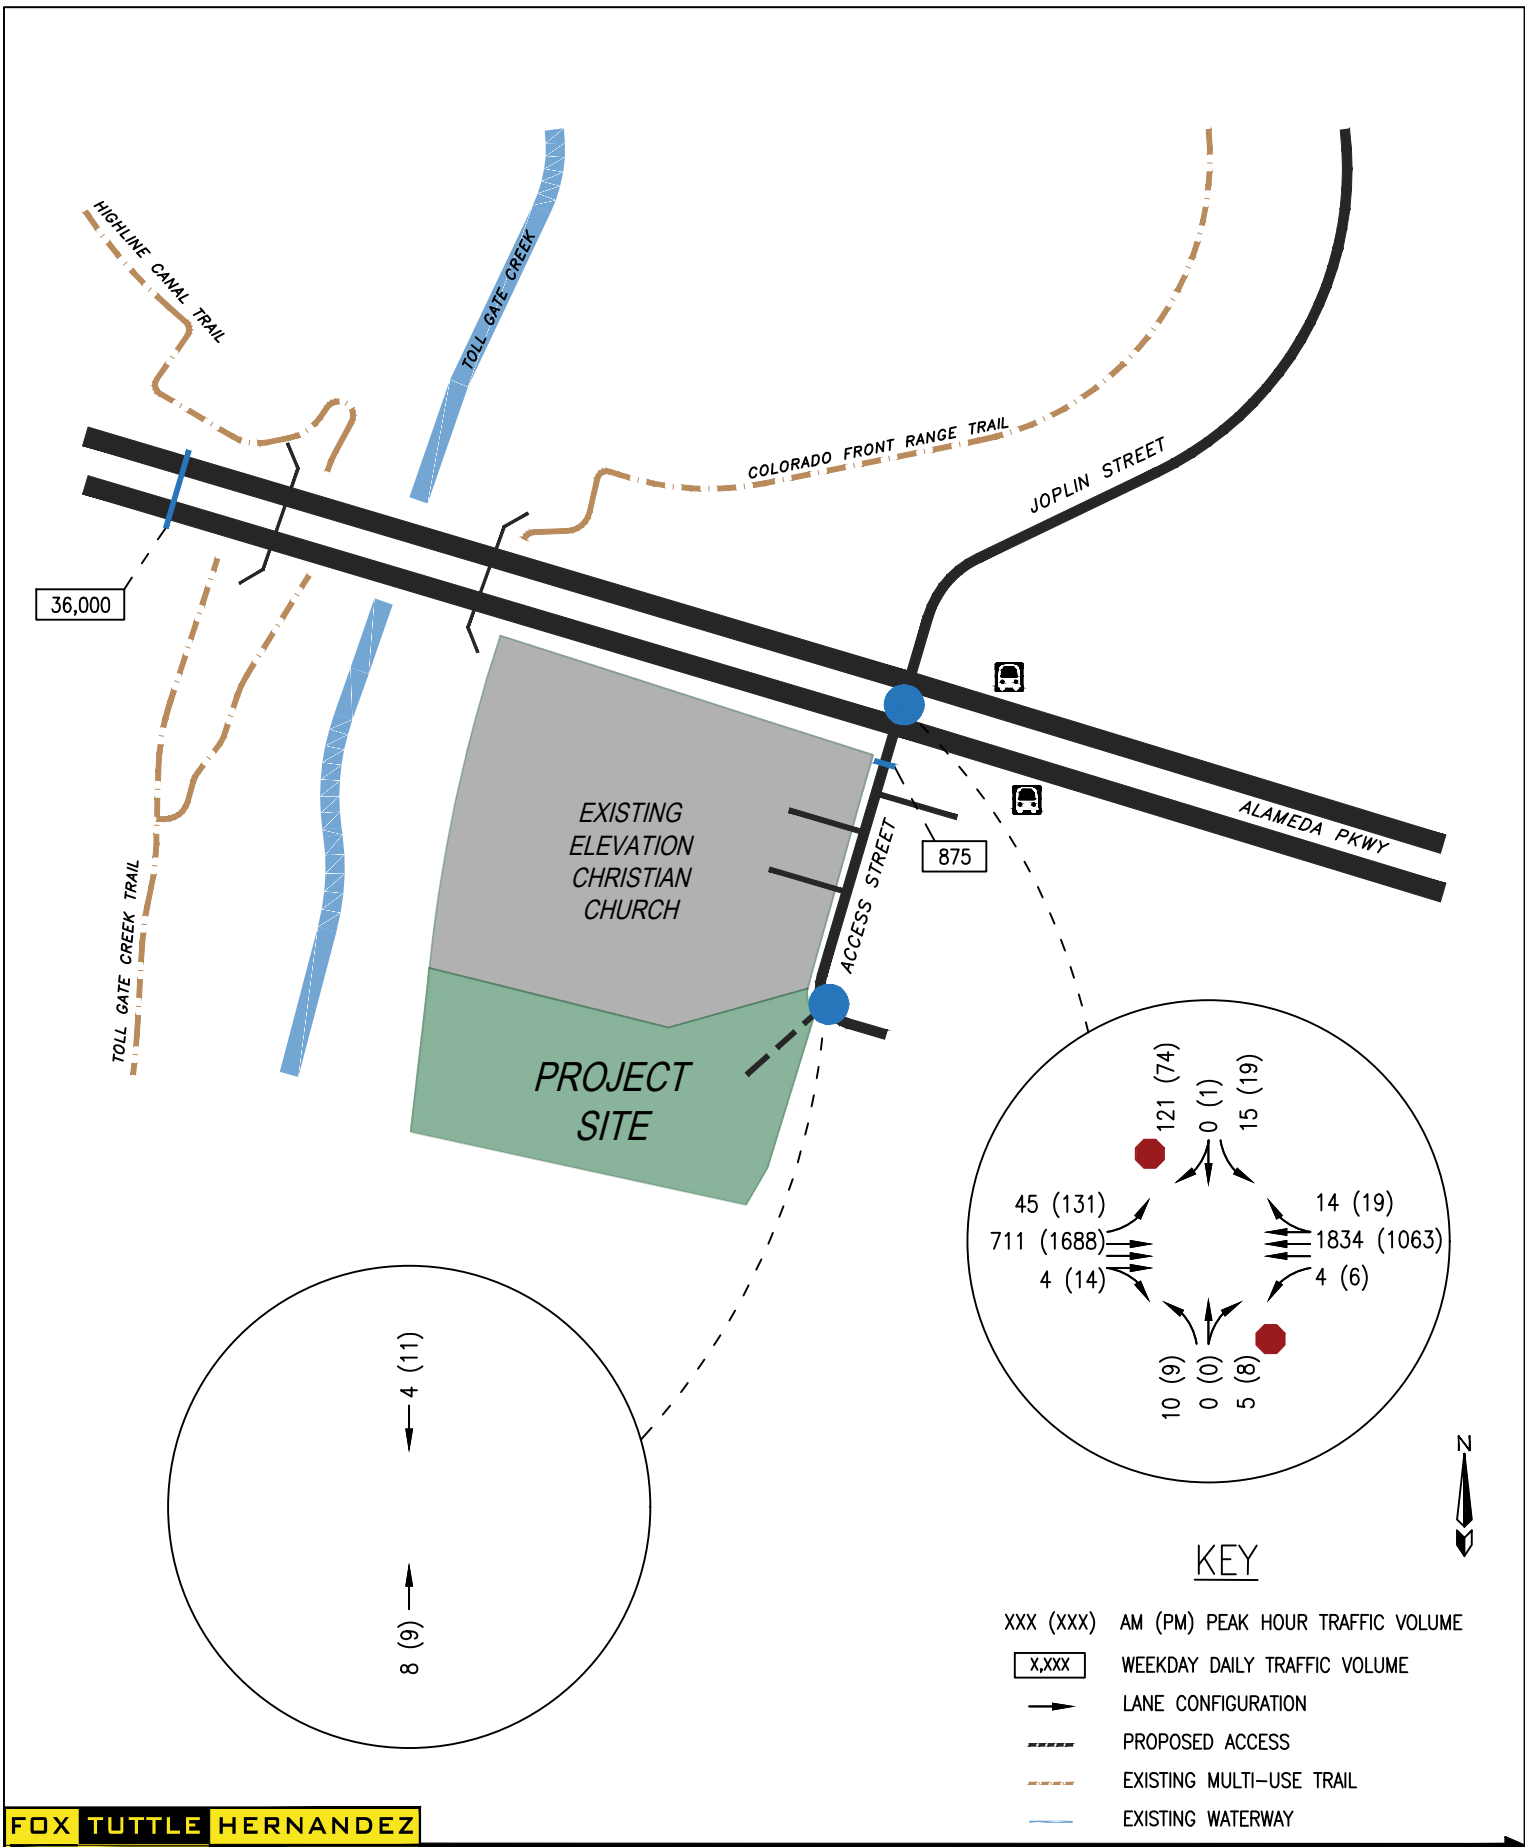 HIGHLINE CANAL TRAIL
TOLL GATE CREEK
COLORADO FRONT RANGE TRAIL
JOPLIN STREET
36,000
EXISTING
ELEVATION
CHRISTIAN
CHURCH
875
ALAMEDA PKWY
ACCESS STREET
TOLL GATE CREEK TRAIL
PROJECT
SITE
121 (74)
0 (1)
15 (19)
45 (131)
711 (1688)
4 (14)
14 (19)
1834 (1063)
4 (6)
10 (9)
0 (0)
5 (8)
4 (11)
8 (9)
N
KEY
XXX (XXX) AM (PM) PEAK HOUR TRAFFIC VOLUME
X,XXX WEEKDAY DAILY TRAFFIC VOLUME
LANE CONFIGURATION
PROPOSED ACCESS
EXISTING MULTI-USE TRAIL
EXISTING WATERWAY
FOX TUTTLE HERNANDEZ